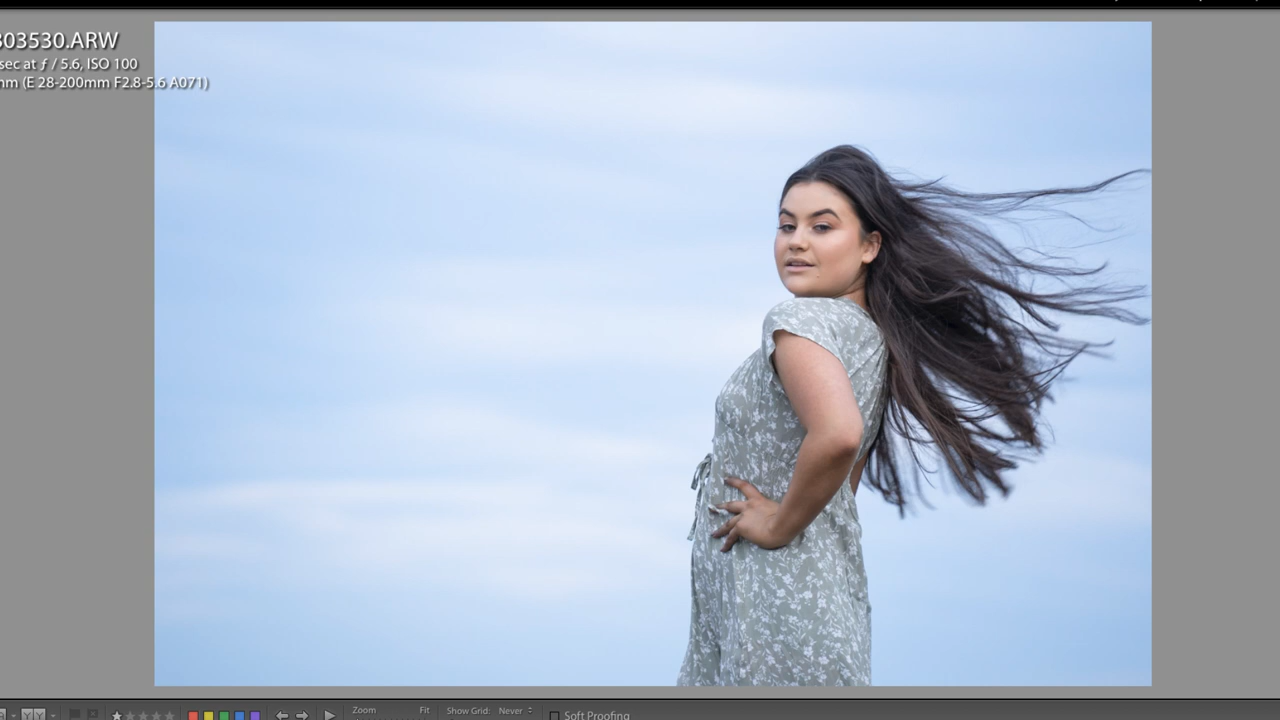 303530.ARW
sec at ƒ / 5.6, ISO 100
mm (E 28-200mm F2.8-5.6 A071)
Zoom Fit Show Grid: Never Soft Proofing